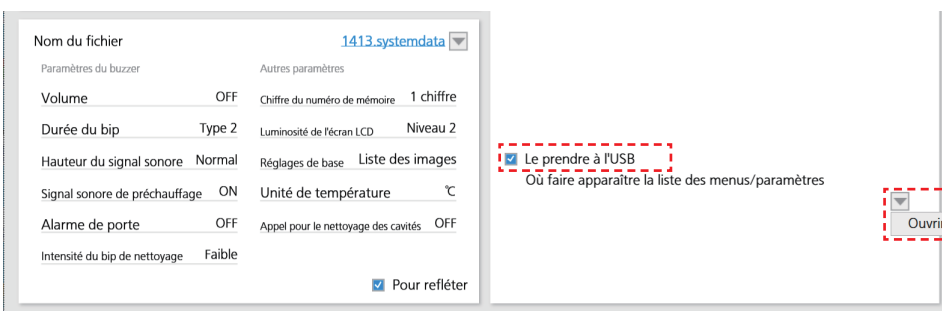 Nom du fichier 1413.systemdata
Paramètres du buzzer Autres paramètres
Volume OFF Chiffre du numéro de mémoire 1 chiffre
Durée du bip Type 2 Luminosité de l'écran LCD Niveau 2
Hauteur du signal sonore Normal Réglages de base Liste des images
Signal sonore de préchauffage ON Unité de température ℃
Alarme de porte OFF Appel pour le nettoyage des cavités OFF
Intensité du bip de nettoyage Faible
Pour refléter
Le prendre à l'USB
Où faire apparaître la liste des menus/paramètres
Ouvrir